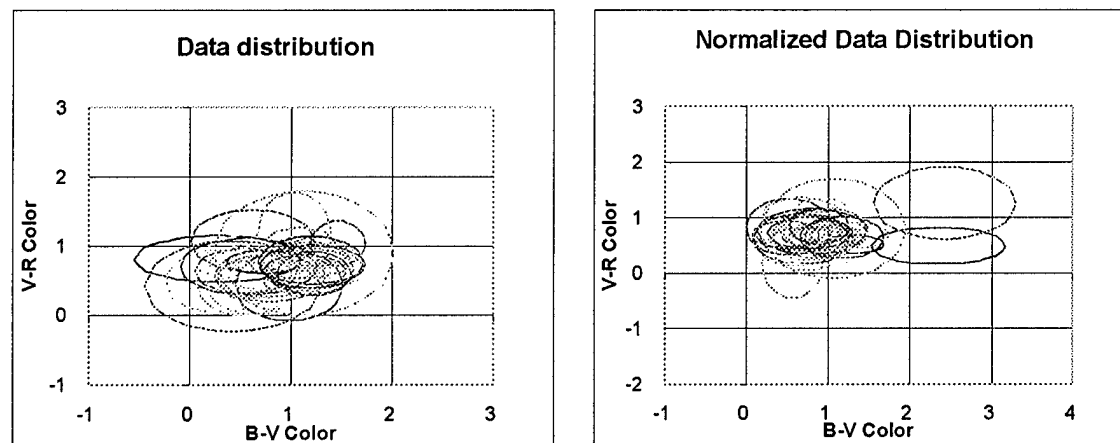 Data distribution
3
2
1
0
-1
V-R Color
-1 0 1 2 3
B-V Color
Normalized Data Distribution
3
2
1
0
-1
-2
V-R Color
-1 0 1 2 3 4
B-V Color